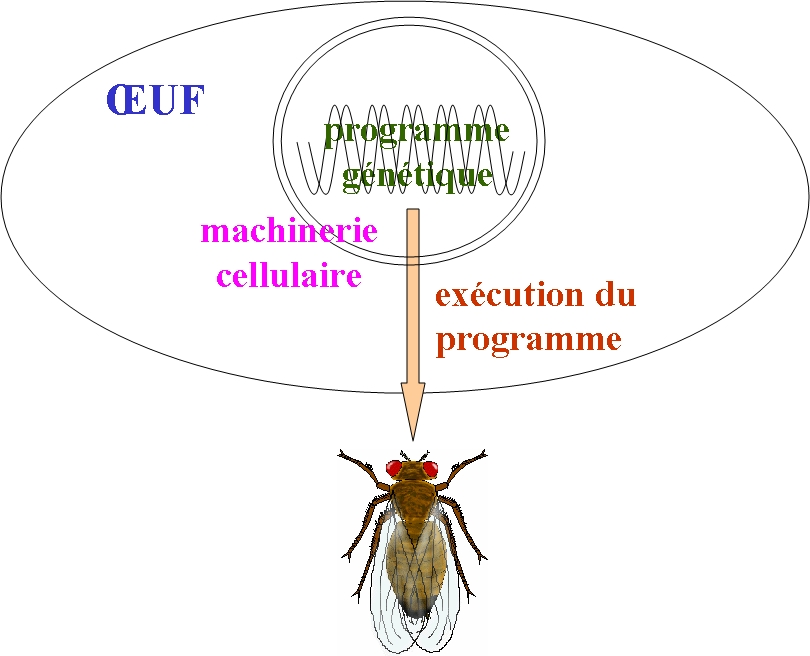 ŒUF
programme
génétique
machinerie
cellulaire
exécution du
programme